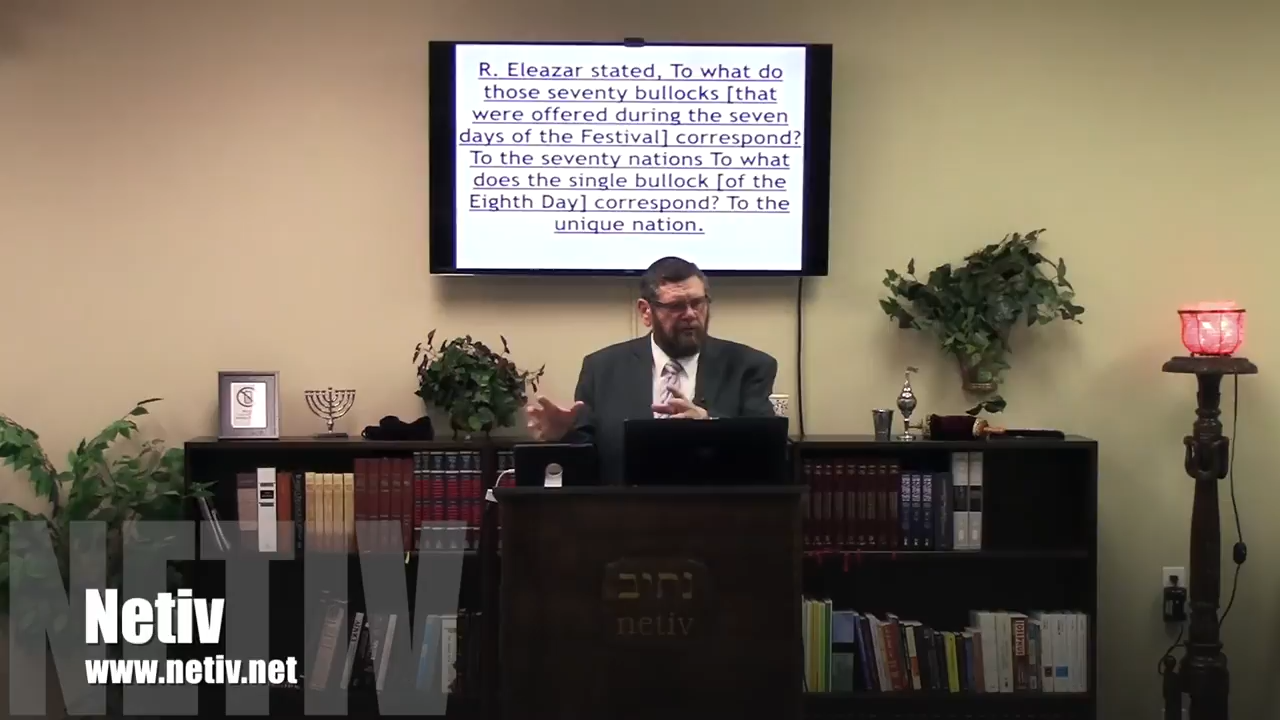 R. Eleazar stated, To what do
those seventy bullocks [that
were offered during the seven
days of the Festival] correspond?
To the seventy nations To what
does the single bullock [of the
Eighth Day] correspond? To the
unique nation.
נתיב
netiv
NETIV
Netiv
www.netiv.net